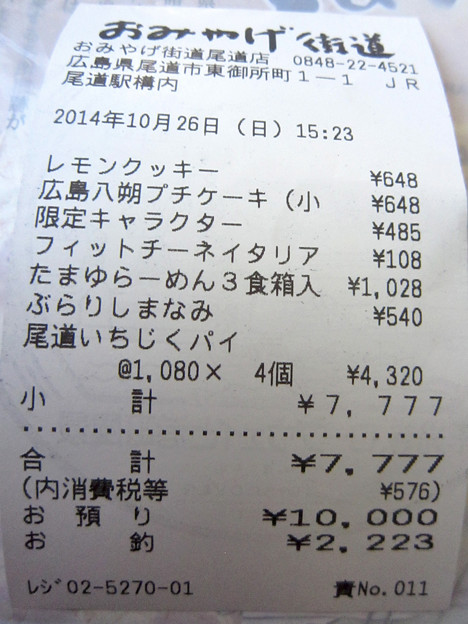 おみやげ街道
おみやげ街道尾道店 0848-22-4521
広島県尾道市東御所町１―１ ＪＲ
尾道駅構内
2014年10月26日（日）15:23
レモンクッキー ¥648
広島八朔プチケーキ（小 ¥648
限定キャラクター ¥485
フィットチーネイタリア ¥108
たまゆらーめん３食箱入 ¥1,028
ぶらりしまなみ ¥540
尾道いちじくパイ
@1,080× 4個 ¥4,320
小 計 ¥7,777
合 計 ¥7,777
(内消費税等 ¥576)
お 預 り ¥10,000
お 釣 ¥2,223
ﾚｼﾞ02-5270-01 責No.011